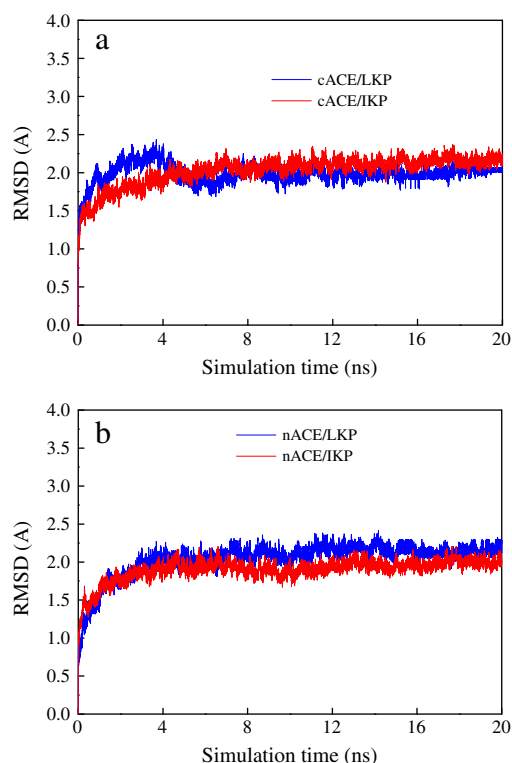 a
cACE/LKP
cACE/IKP
4.0
3.5
3.0
2.5
2.0
1.5
1.0
0.5
0.0
RMSD (A)
0 4 8 12 16 20
Simulation time (ns)
b
nACE/LKP
nACE/IKP
4.0
3.5
3.0
2.5
2.0
1.5
1.0
0.5
0.0
RMSD (A)
0 4 8 12 16 20
Simulation time (ns)